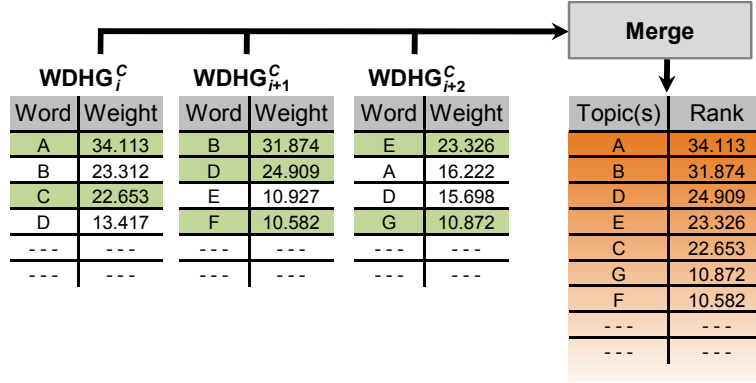 Merge
WDHG_i^C WDHG_{i+1}^C WDHG_{i+2}^C
Word Weight Word Weight Word Weight Topic(s) Rank
A 34.113 B 31.874 E 23.326 A 34.113
B 23.312 D 24.909 A 16.222 B 31.874
C 22.653 E 10.927 D 15.698 D 24.909
D 13.417 F 10.582 G 10.872 E 23.326
--- --- --- --- --- --- C 22.653
--- --- --- --- --- --- G 10.872
F 10.582
--- ---
--- ---